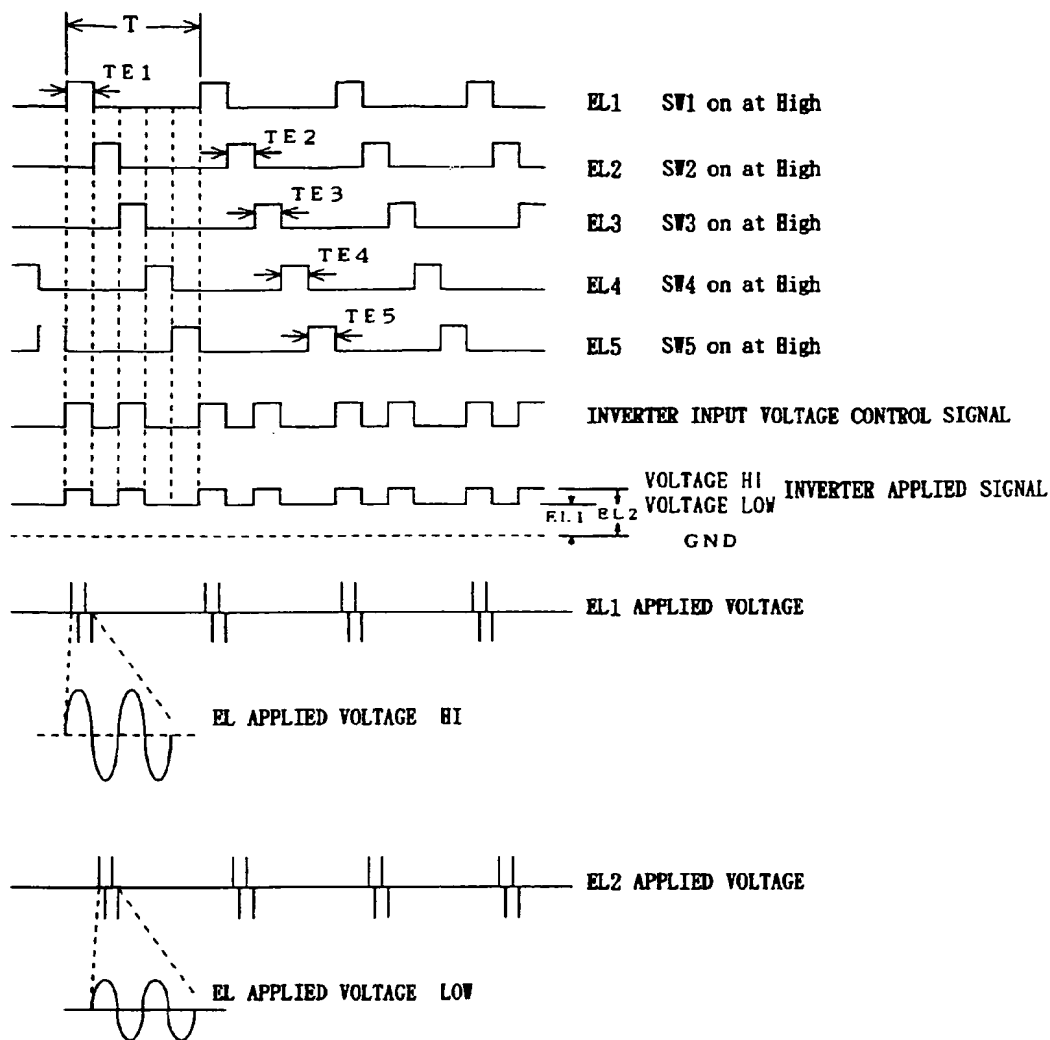 T
TE1
EL1 SW1 on at High
TE2
EL2 SW2 on at High
TE3
EL3 SW3 on at High
TE4
EL4 SW4 on at High
TE5
EL5 SW5 on at High
INVERTER INPUT VOLTAGE CONTROL SIGNAL
VOLTAGE HI
VOLTAGE LOW
INVERTER APPLIED SIGNAL
E.L.1
E.L.2
GND
EL1 APPLIED VOLTAGE
EL APPLIED VOLTAGE HI
EL2 APPLIED VOLTAGE
EL APPLIED VOLTAGE LOW